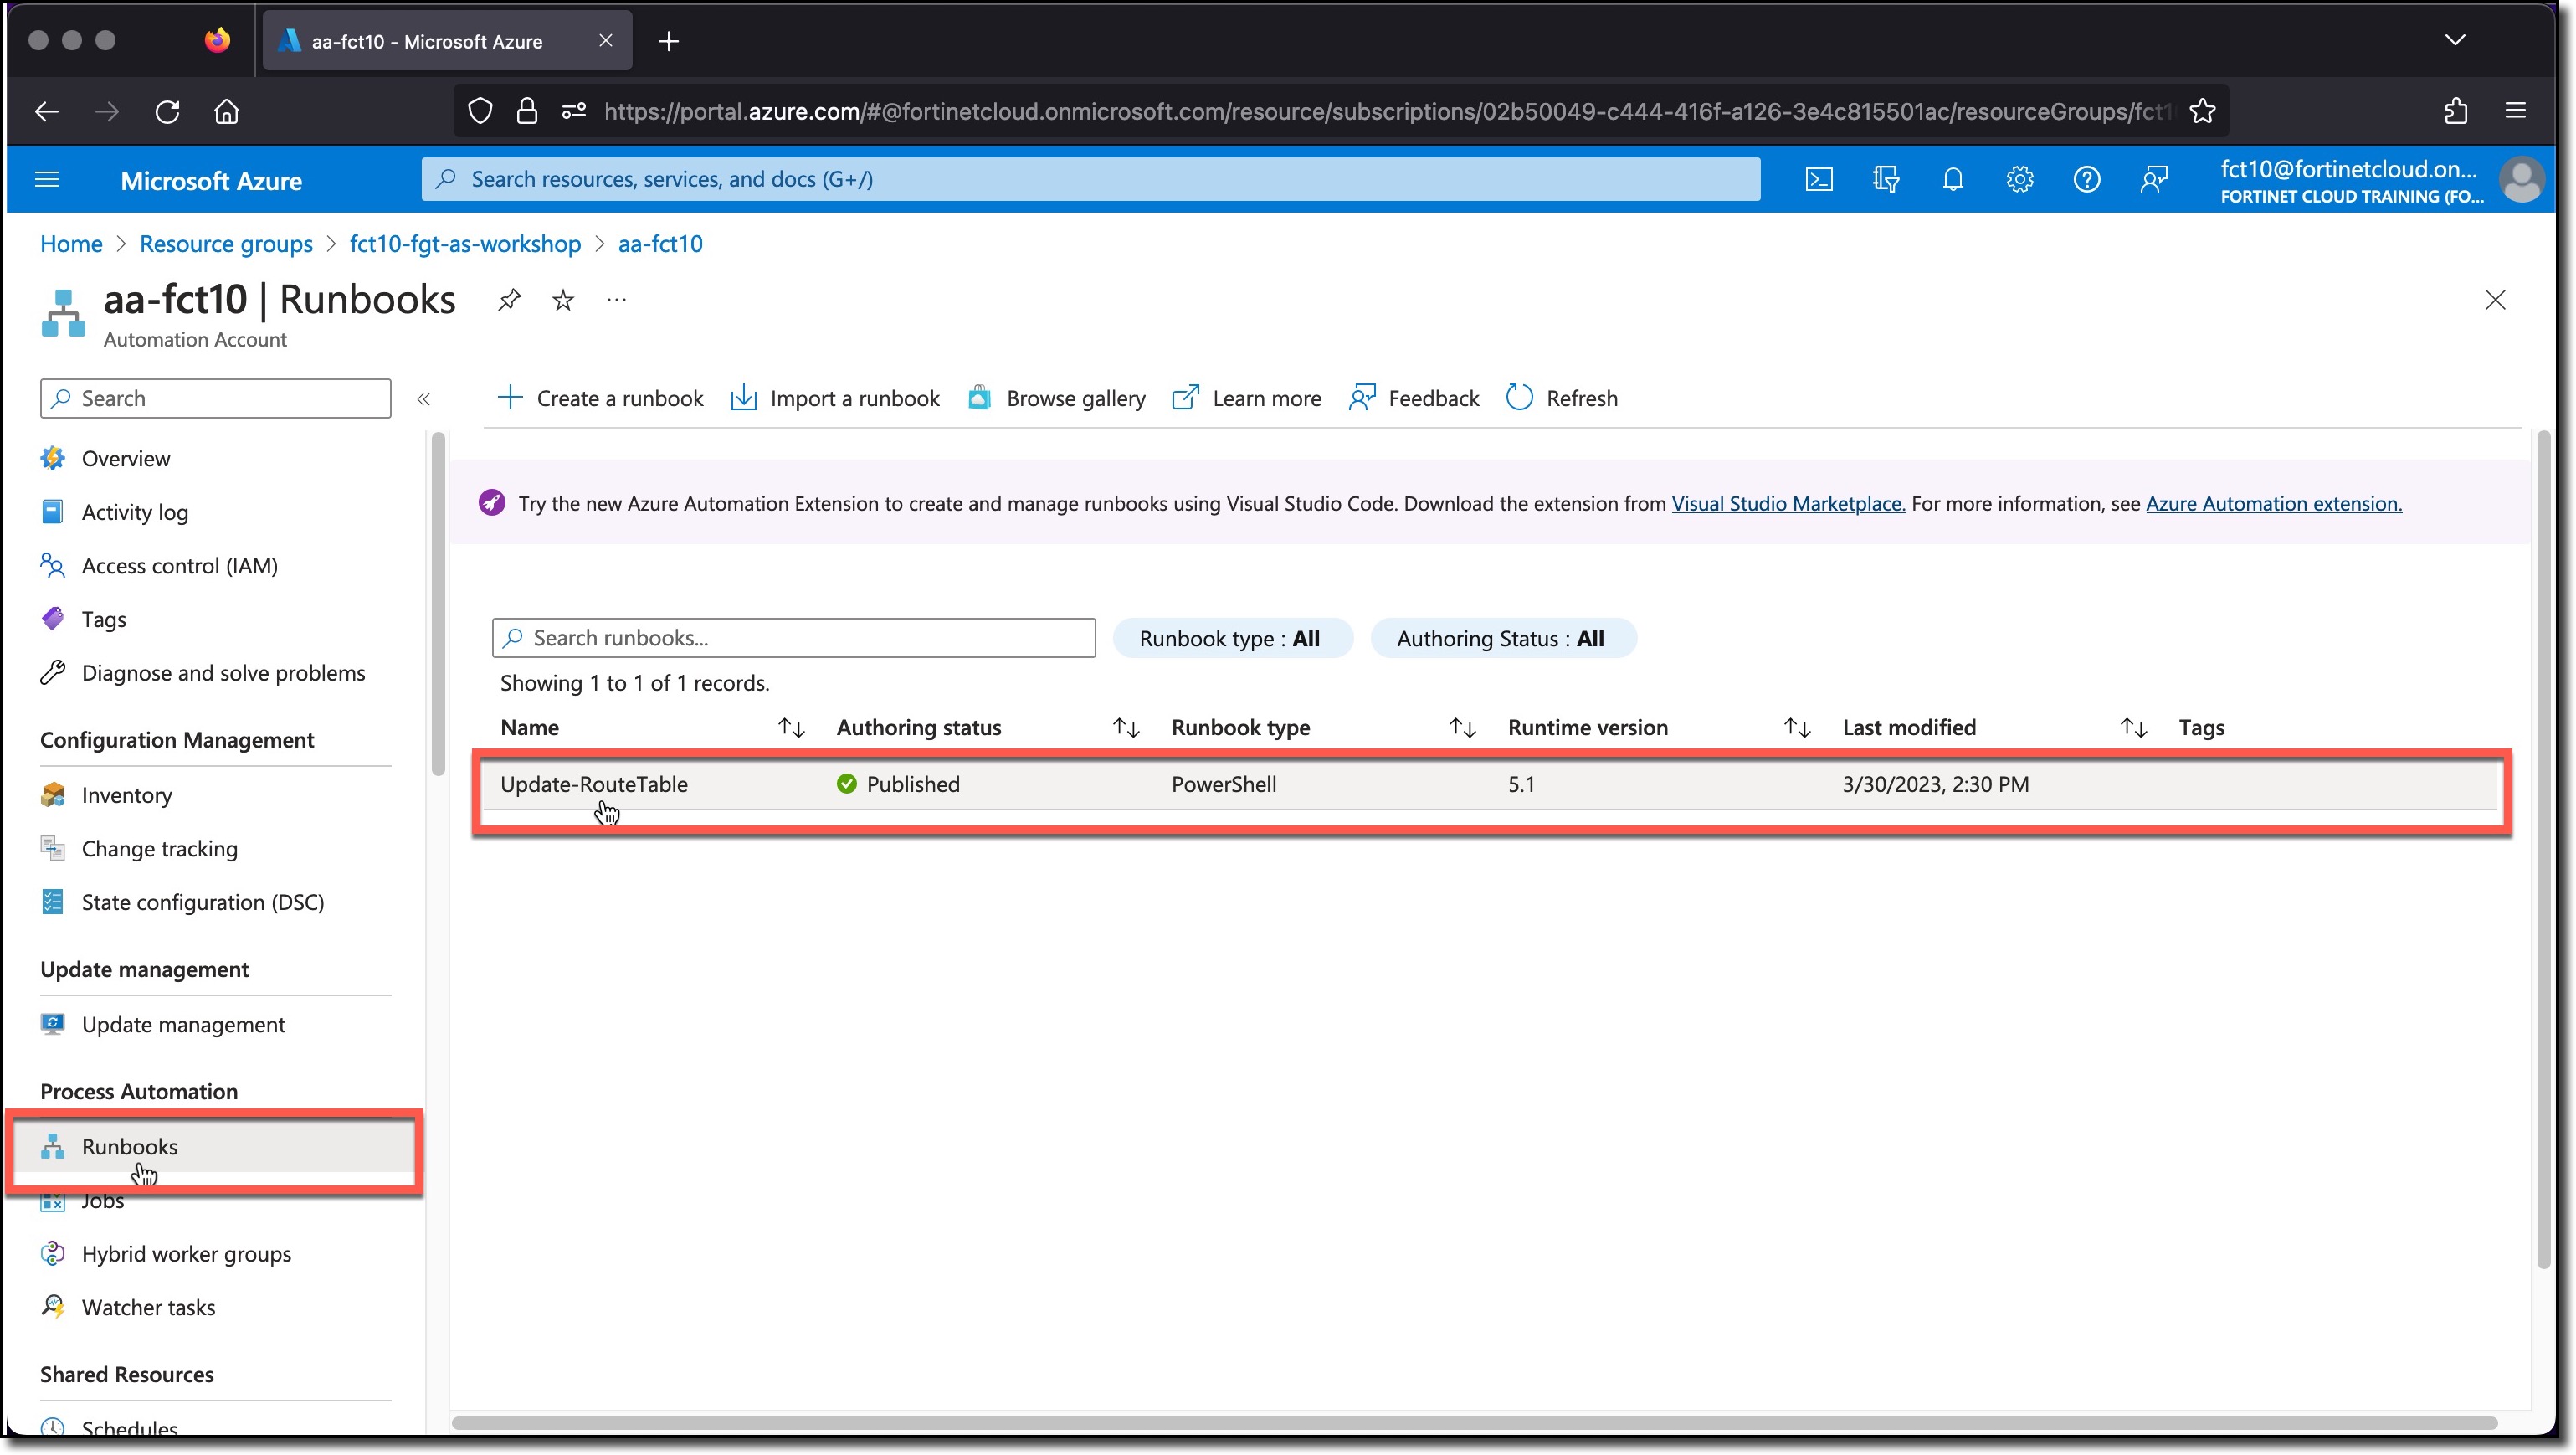 aa-fct10 - Microsoft Azure
https://portal.azure.com/#@fortinetcloud.onmicrosoft.com/resource/subscriptions/02b50049-c444-416f-a126-3e4c815501ac/resourceGroups/fct1
Microsoft Azure
Search resources, services, and docs (G+/)
fct10@fortinetcloud.on...
FORTINET CLOUD TRAINING (FO...
Home > Resource groups > fct10-fgt-as-workshop > aa-fct10
aa-fct10 | Runbooks
Automation Account
Search
Create a runbook Import a runbook Browse gallery Learn more Feedback Refresh
Overview
Activity log
Access control (IAM)
Tags
Diagnose and solve problems
Configuration Management
Inventory
Change tracking
State configuration (DSC)
Update management
Update management
Process Automation
Runbooks
Jobs
Hybrid worker groups
Watcher tasks
Shared Resources
Schedules
Try the new Azure Automation Extension to create and manage runbooks using Visual Studio Code. Download the extension from Visual Studio Marketplace. For more information, see Azure Automation extension.
Search runbooks...
Runbook type : All
Authoring Status : All
Showing 1 to 1 of 1 records.
Name Authoring status Runbook type Runtime version Last modified Tags
Update-RouteTable Published PowerShell 5.1 3/30/2023, 2:30 PM